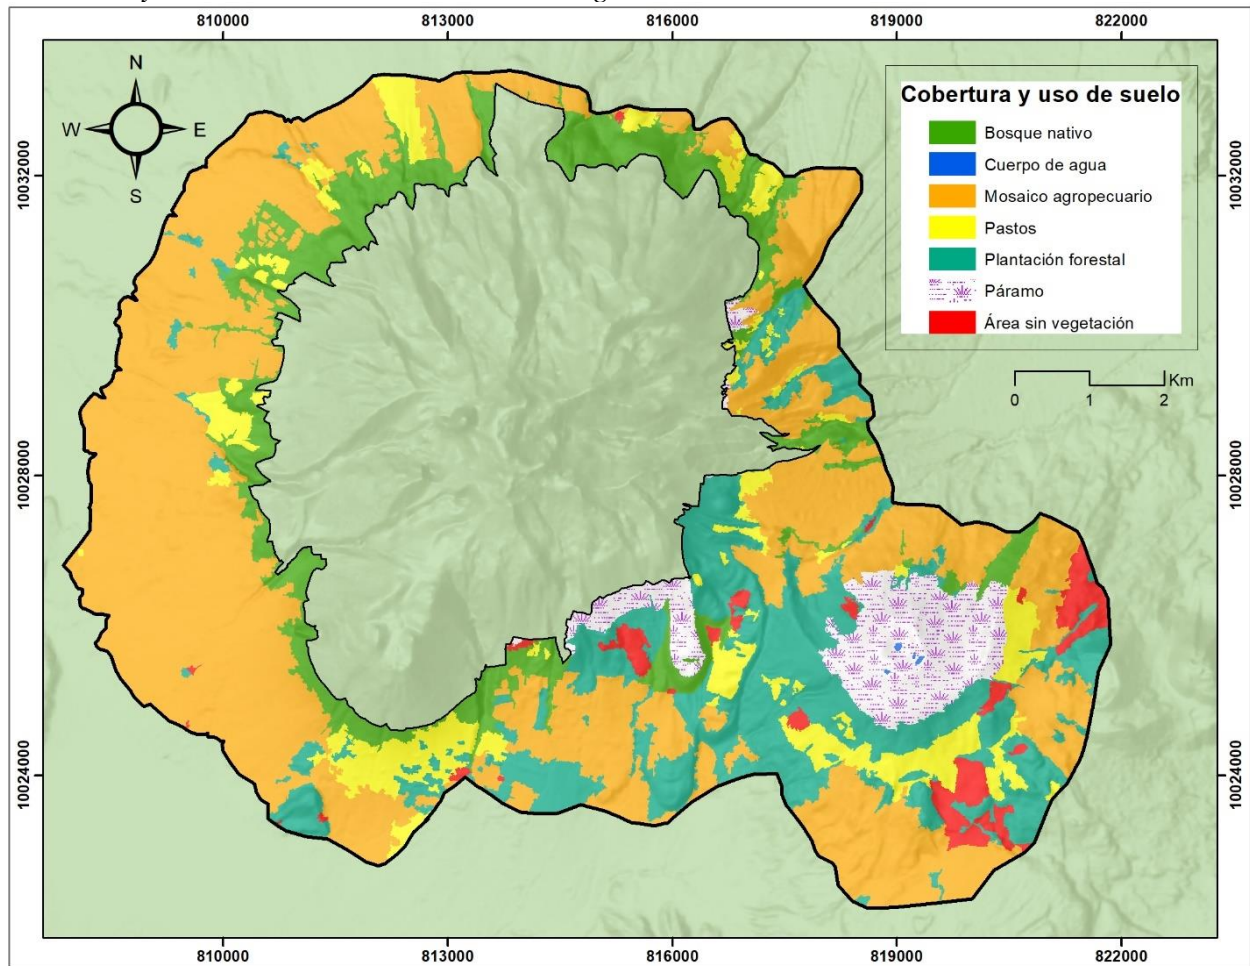 810000 813000 816000 819000 822000
N
W E
S
Cobertura y uso de suelo
Bosque nativo
Cuerpo de agua
Mosaico agropecuario
Pastos
Plantación forestal
Páramo
Área sin vegetación
Km
0 1 2
10032000 10032000
10028000 10028000
10024000 10024000
810000 813000 816000 819000 822000